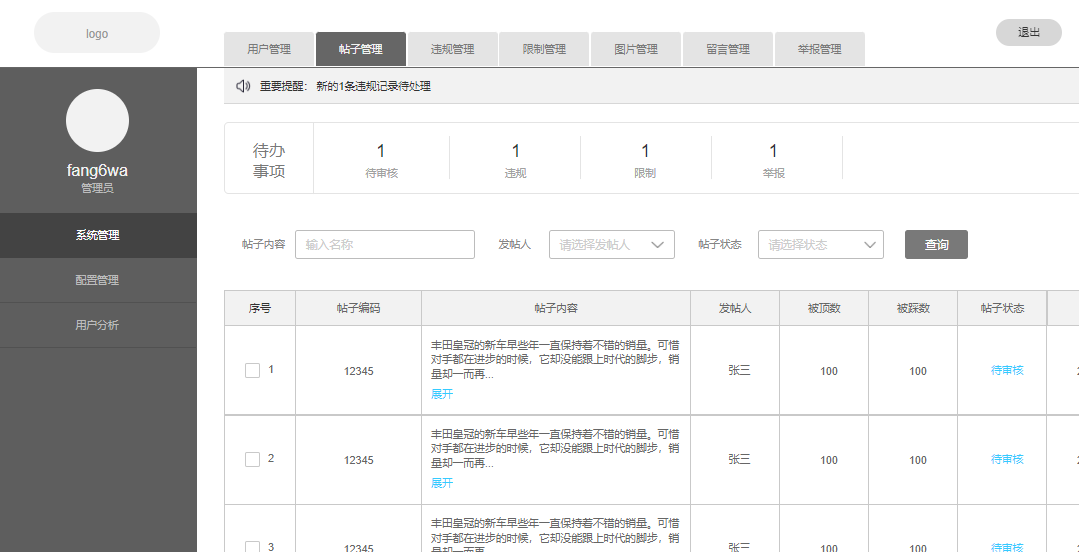 logo
用户管理 帖子管理 违规管理 限制管理 图片管理 留言管理 举报管理
退出
重要提醒： 新的1条违规记录待处理
fang6wa
管理员
系统管理
配置管理
用户分析
待办
事项
1 1 1 1
待审核 违规 限制 举报
帖子内容 输入名称 发帖人 请选择发帖人 帖子状态 请选择状态 查询
序号 帖子编码 帖子内容 发帖人 被顶数 被踩数 帖子状态
丰田皇冠的新车早些年一直保持着不错的销量。可惜
对手都在进步的时候，它却没能跟上时代的脚步，销
量却一而再...
展开
1 12345 张三 100 100 待审核
丰田皇冠的新车早些年一直保持着不错的销量。可惜
对手都在进步的时候，它却没能跟上时代的脚步，销
量却一而再...
展开
2 12345 张三 100 100 待审核
丰田皇冠的新车早些年一直保持着不错的销量。可惜
对手都在进步的时候，它却没能跟上时代的脚步，销
量却一而再
3 12345 张三 100 100 待审核